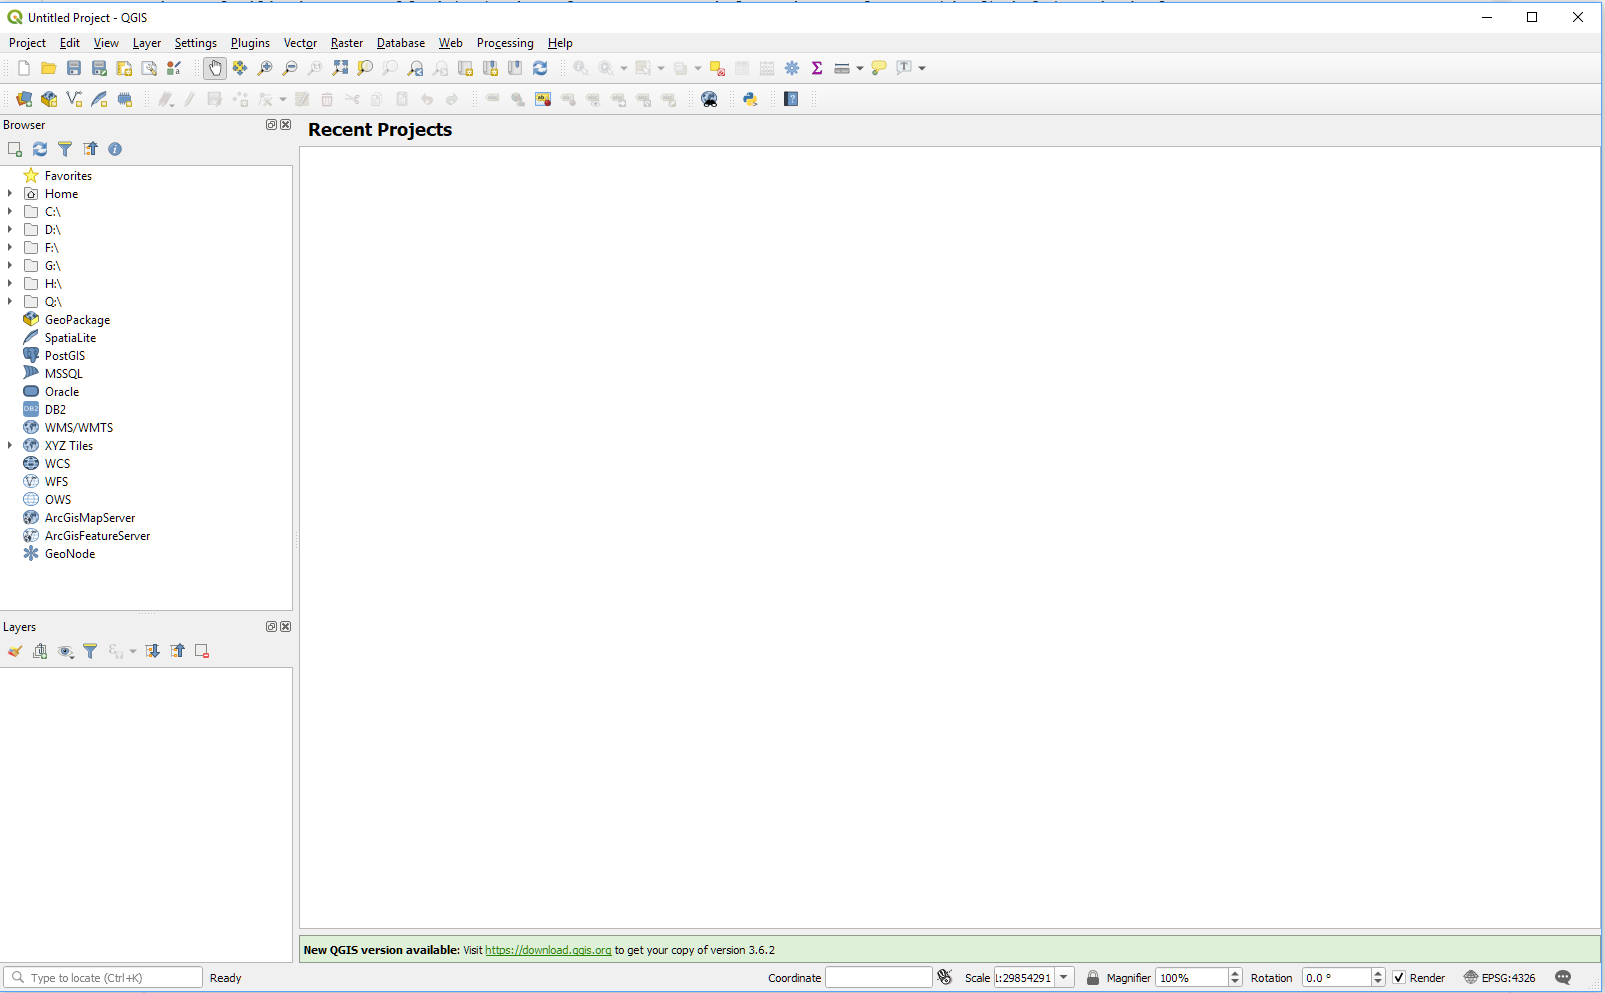 Untitled Project - QGIS
Project Edit View Layer Settings Plugins Vector Raster Database Web Processing Help
Browser
Recent Projects
Favorites
Home
C:\
D:\
F:\
G:\
H:\
Q:\
GeoPackage
SpatiaLite
PostGIS
MSSQL
Oracle
DB2
DB2
WMS/WMTS
XYZ Tiles
WCS
WFS
OWS
ArcGisMapServer
ArcGisFeatureServer
GeoNode
Layers
New QGIS version available: Visit https://download.qgis.org to get your copy of version 3.6.2
Type to locate (Ctrl+K) Ready Coordinate Scale 1:29854291 Magnifier 100% Rotation 0.0 ° Render EPSG:4326